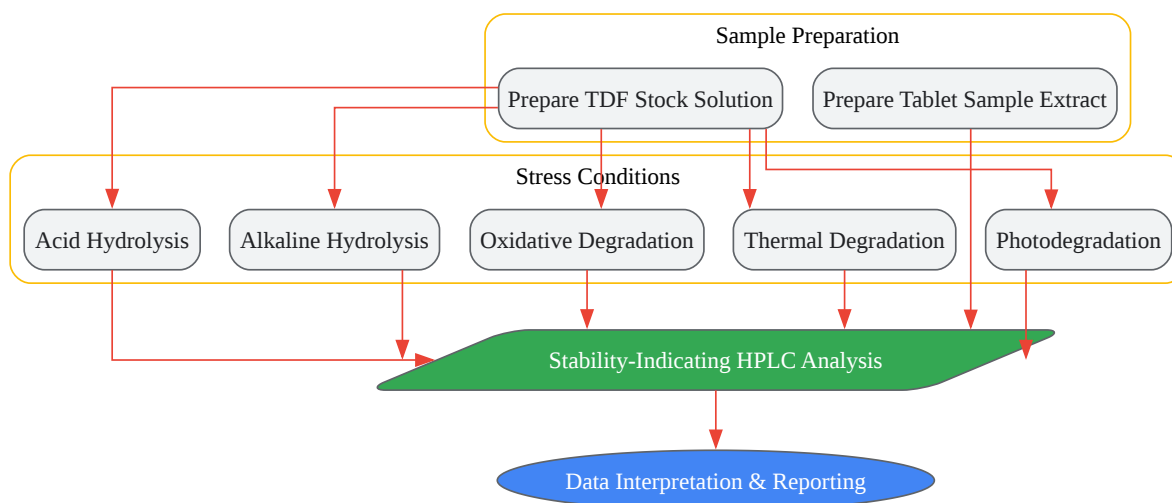 Sample Preparation
Prepare TDF Stock Solution
Prepare Tablet Sample Extract
Stress Conditions
Acid Hydrolysis
Alkaline Hydrolysis
Oxidative Degradation
Thermal Degradation
Photodegradation
Stability-Indicating HPLC Analysis
Data Interpretation & Reporting